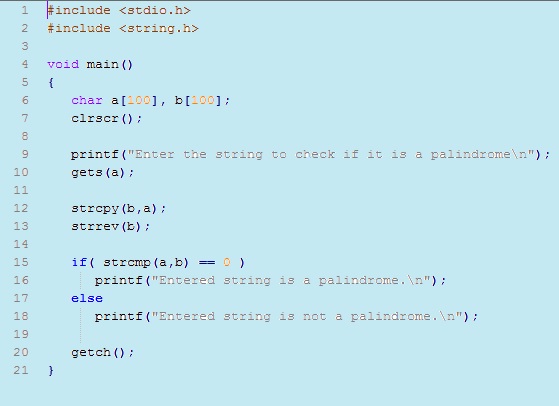 1 #include <stdio.h>
2 #include <string.h>
3
4 void main()
5 {
6 char a[100], b[100];
7 clrscr();
8
9 printf("Enter the string to check if it is a palindrome\n");
10 gets(a);
11
12 strcpy(b,a);
13 strrev(b);
14
15 if( strcmp(a,b) == 0 )
16 printf("Entered string is a palindrome.\n");
17 else
18 printf("Entered string is not a palindrome.\n");
19
20 getch();
21 }